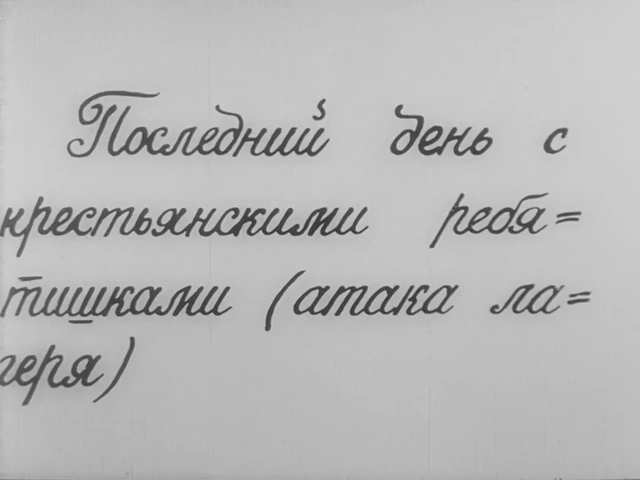 Последний день с
крестьянскими ребя=
тишками (атака ла=
геря)